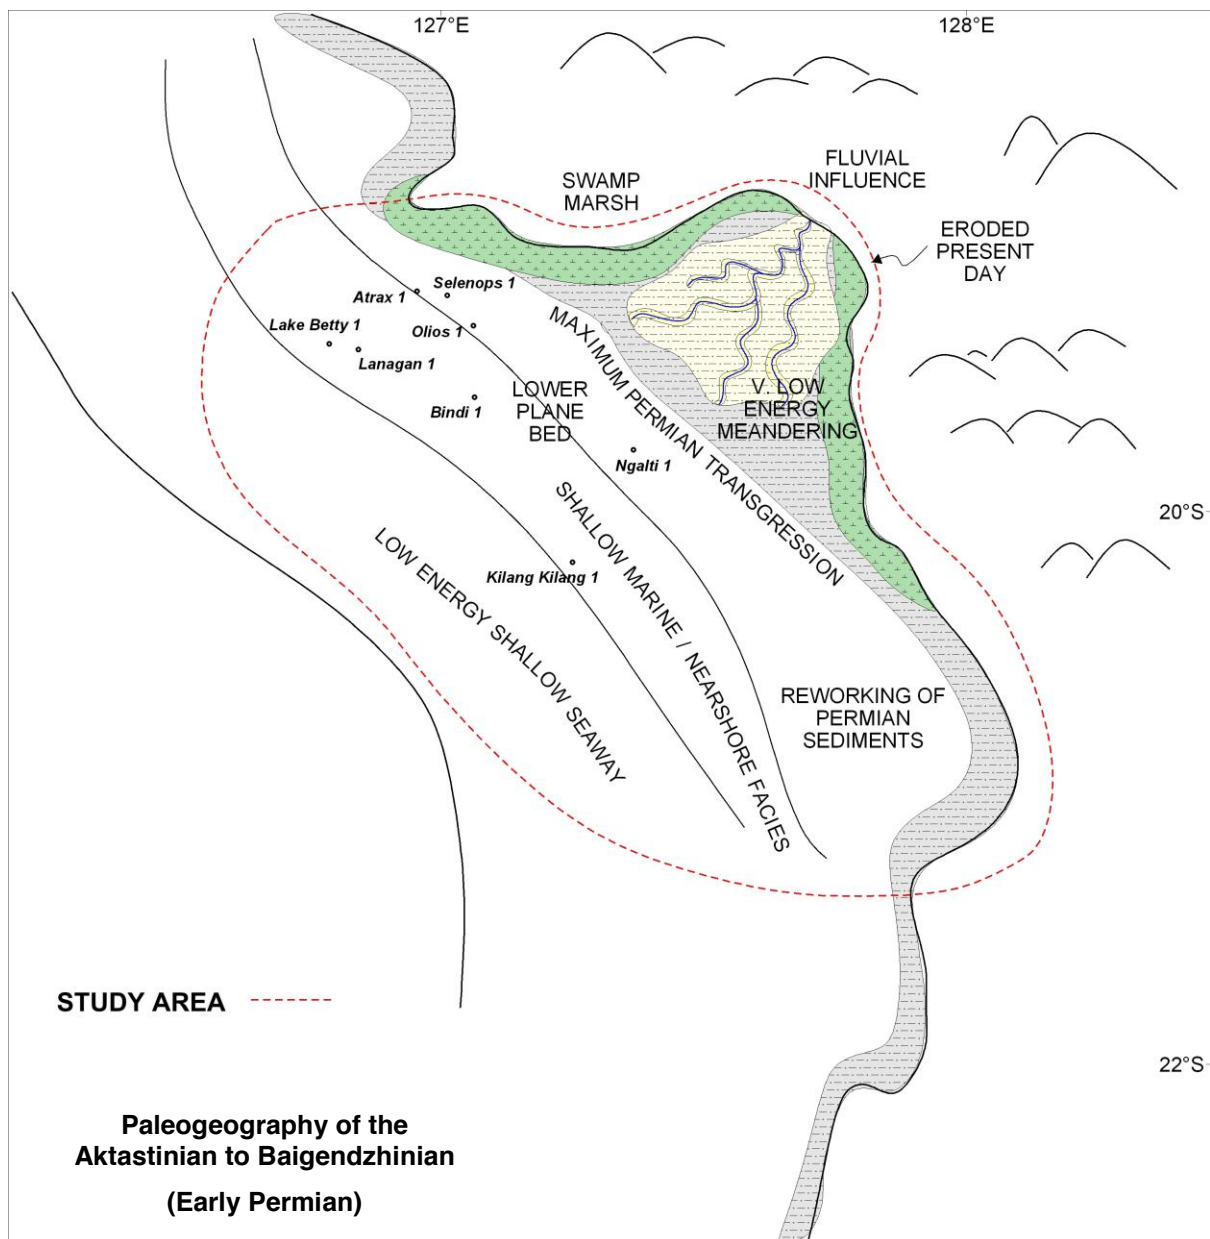 127°E
128°E
FLUVIAL
INFLUENCE
SWAMP
MARSH
ERODED
PRESENT
DAY
Selenops 1
Atrax 1
Lake Betty 1
Olios 1
Lanagan 1
MAXIMUM PERMIAN TRANSGRESSION
LOWER
PLANE
BED
V. LOW
ENERGY
MEANDERING
Bindi 1
Ngalti 1
20°S
SHALLOW MARINE / NEARSHORE FACIES
LOW ENERGY SHALLOW SEAWAY
Kilang Kilang 1
REWORKING OF
PERMIAN
SEDIMENTS
STUDY AREA
22°S
Paleogeography of the
Aktastinian to Baigendzhinian
(Early Permian)